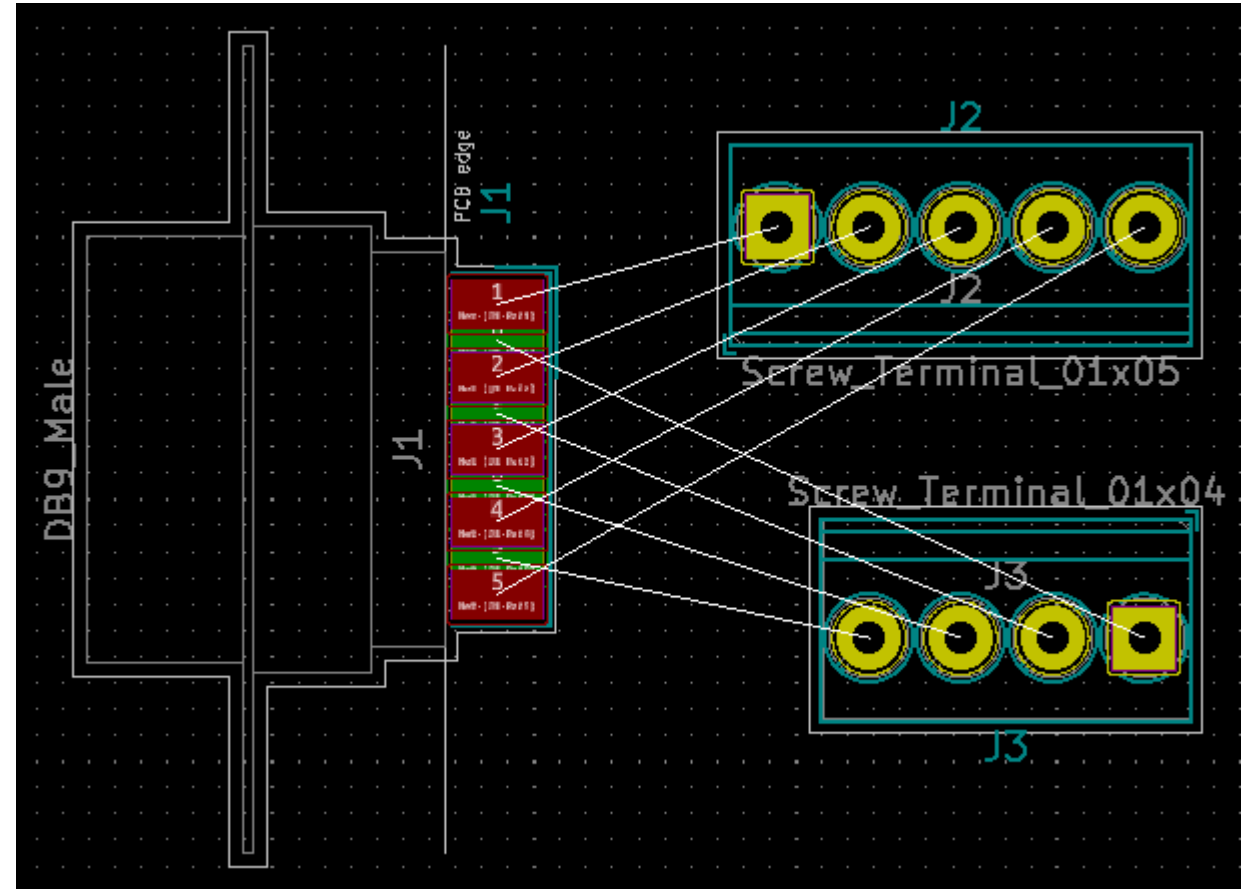 J2
PCB edge
J1
J2
Screw_Terminal_01x05
DB9_Male
J1
1
2
3
4
5
Screw_Terminal_01x04
J3
J3